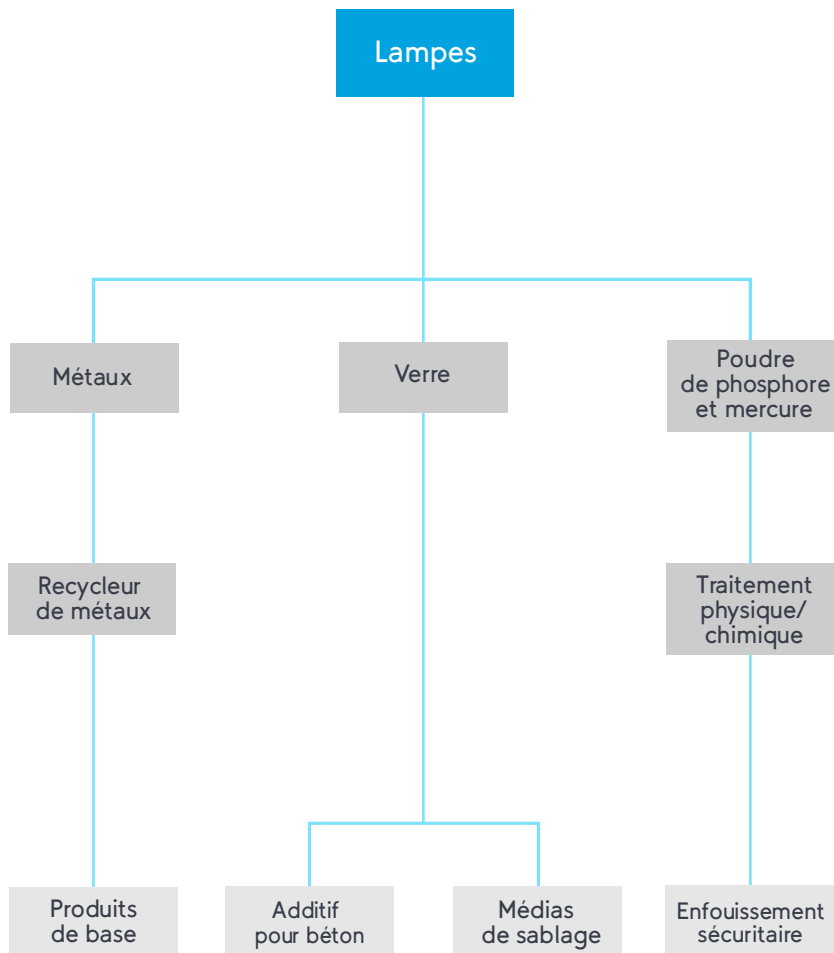 Lampes
Métaux
Verre
Poudre
de phosphore
et mercure
Recycleur
de métaux
Traitement
physique/
chimique
Produits
de base
Additif
pour béton
Médias
de sablage
Enfouissement
sécuritaire